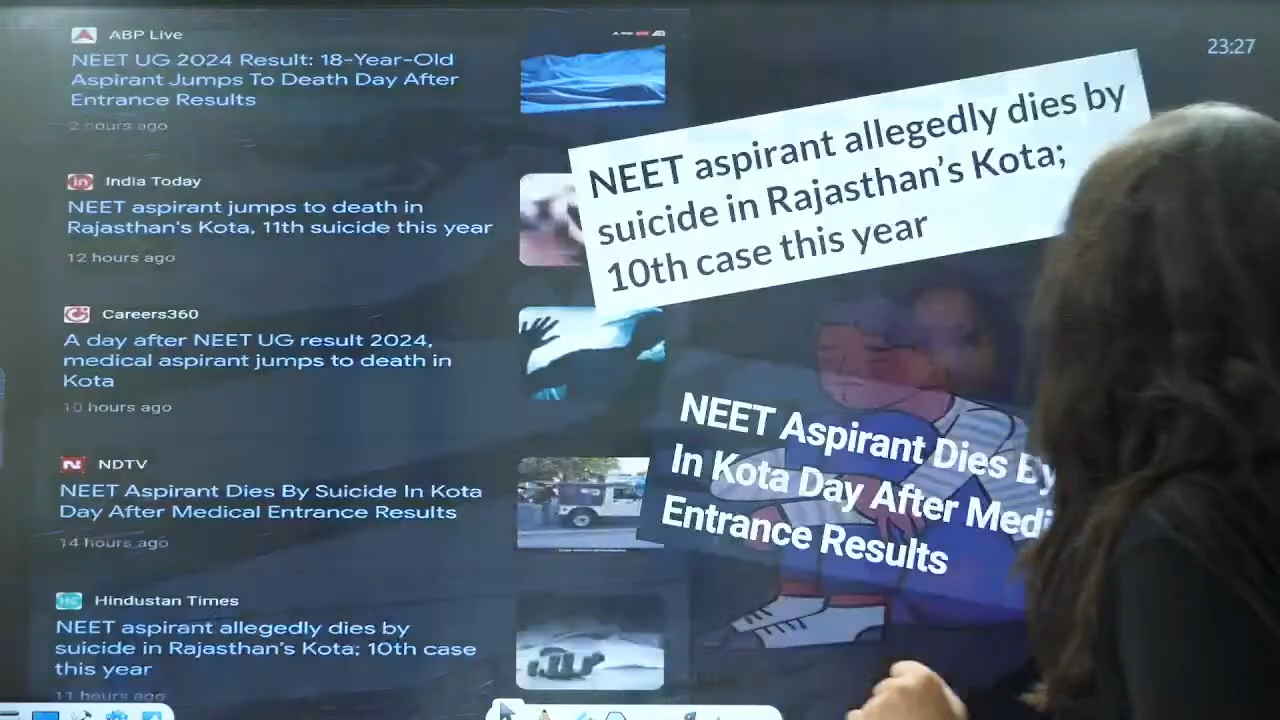 ABP Live
NEET UG 2024 Result: 18-Year-Old
Aspirant Jumps To Death Day After
Entrance Results
2 hours ago
India Today
NEET aspirant jumps to death in
Rajasthan's Kota, 11th suicide this year
12 hours ago
Careers360
A day after NEET UG result 2024,
medical aspirant jumps to death in
Kota
10 hours ago
NDTV
NEET Aspirant Dies By Suicide In Kota
Day After Medical Entrance Results
14 hours ago
Hindustan Times
NEET aspirant allegedly dies by
suicide in Rajasthan's Kota; 10th case
this year
11 hours ago
23:27
NEET aspirant allegedly dies by
suicide in Rajasthan's Kota;
10th case this year
NEET Aspirant Dies By
In Kota Day After Medi
Entrance Results